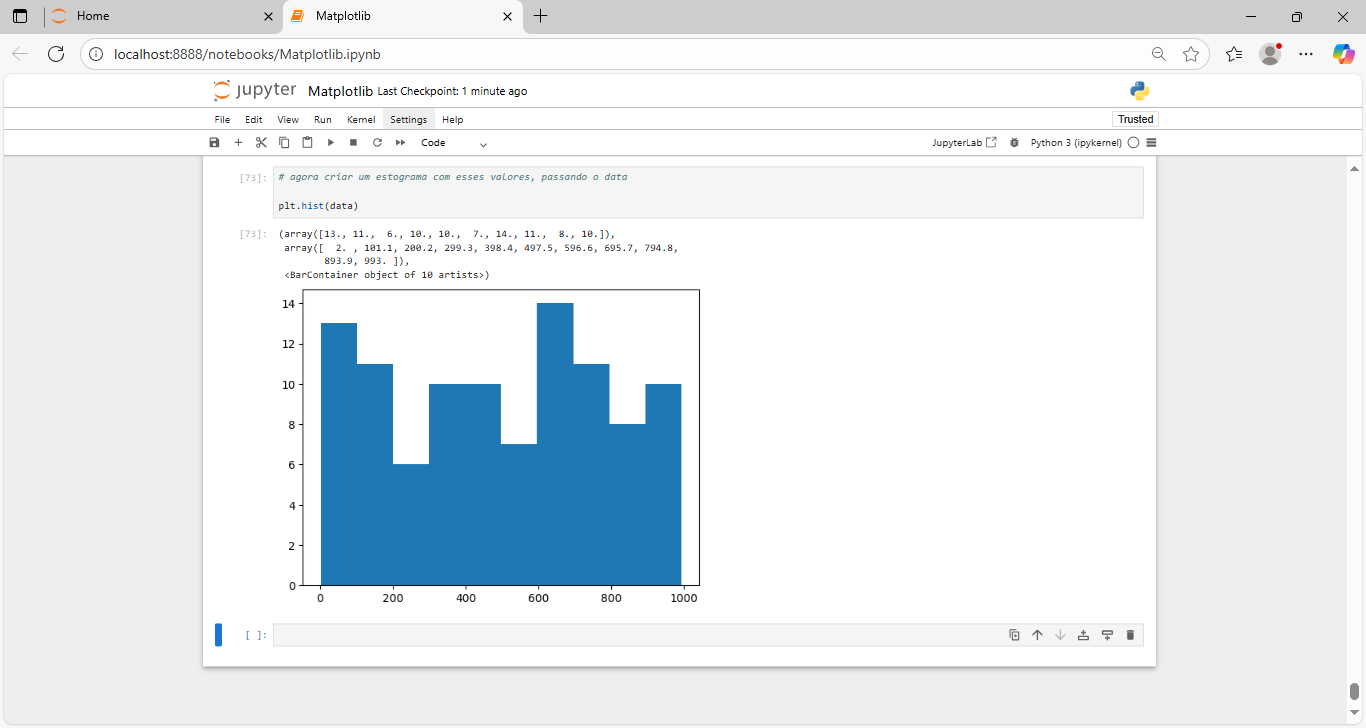 Home
Matplotlib
localhost:8888/notebooks/Matplotlib.ipynb
jupyter Matplotlib Last Checkpoint: 1 minute ago
File Edit View Run Kernel Settings Help
Trusted
Code
JupyterLab
Python 3 (ipykernel)
[73]: # agora criar um estograma com esses valores, passando o data
plt.hist(data)
[73]: (array([13., 11.,  6., 10., 10.,  7., 14., 11.,  8., 10.]),
array([  2. , 101.1, 200.2, 299.3, 398.4, 497.5, 596.6, 695.7, 794.8,
893.9, 993. ]),
<BarContainer object of 10 artists>)
14
12
10
8
6
4
2
0
0 200 400 600 800 1000
[ ]: